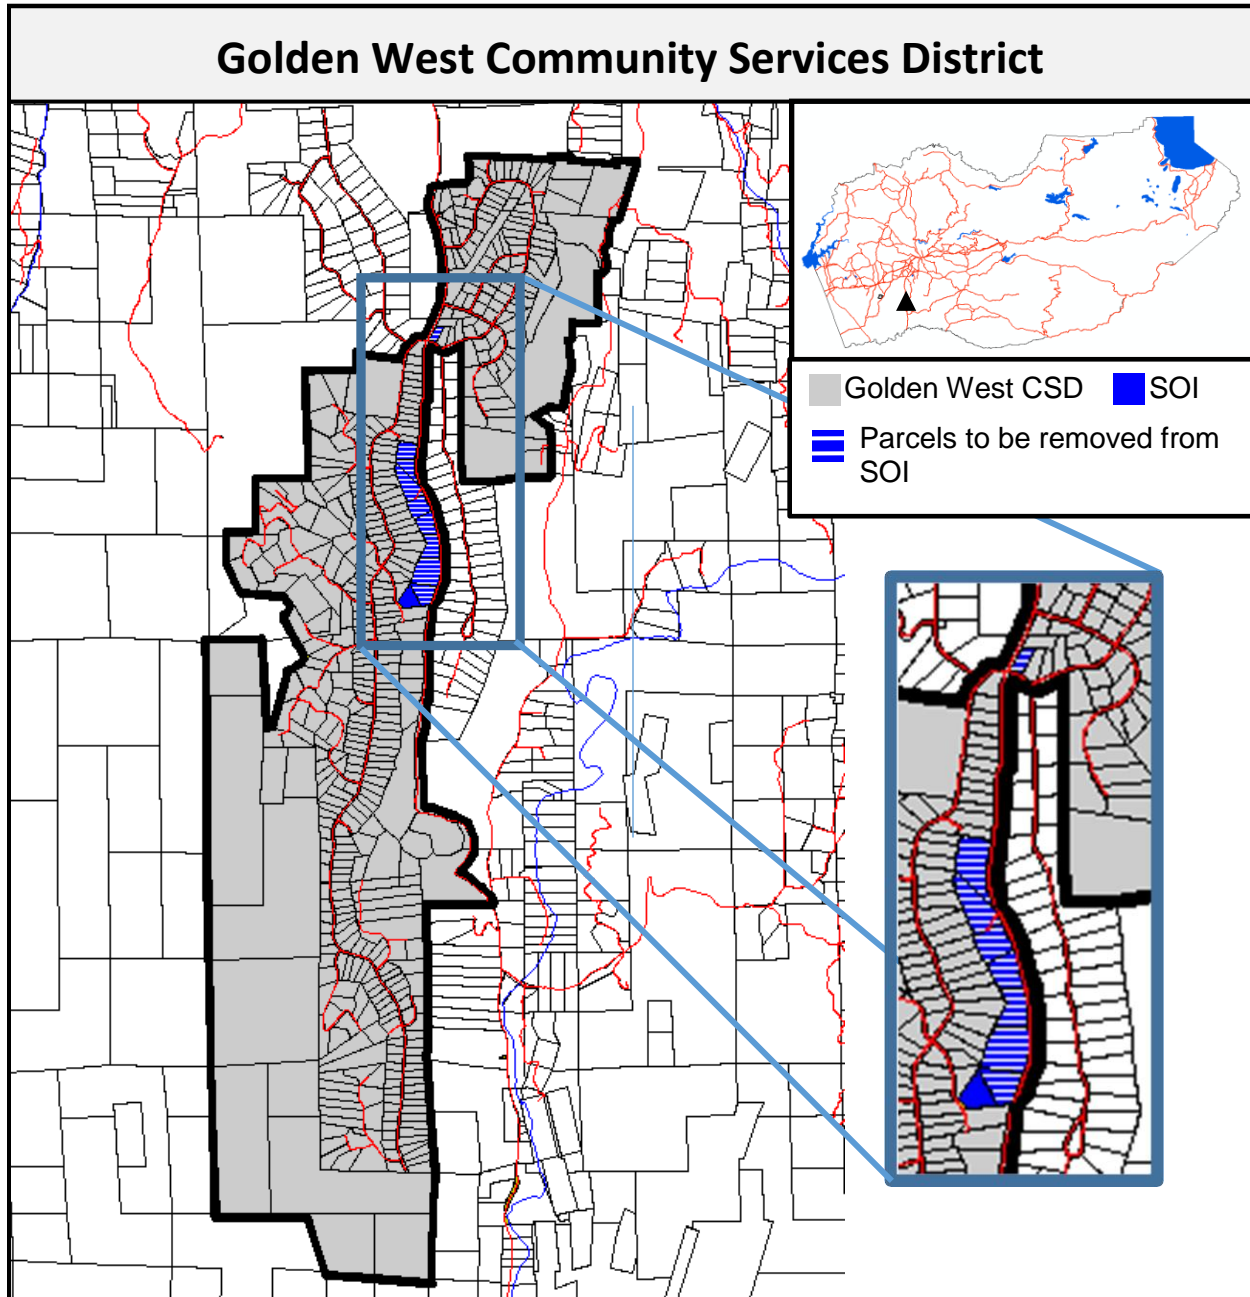 Golden West Community Services District
Golden West CSD SOI
Parcels to be removed from
SOI